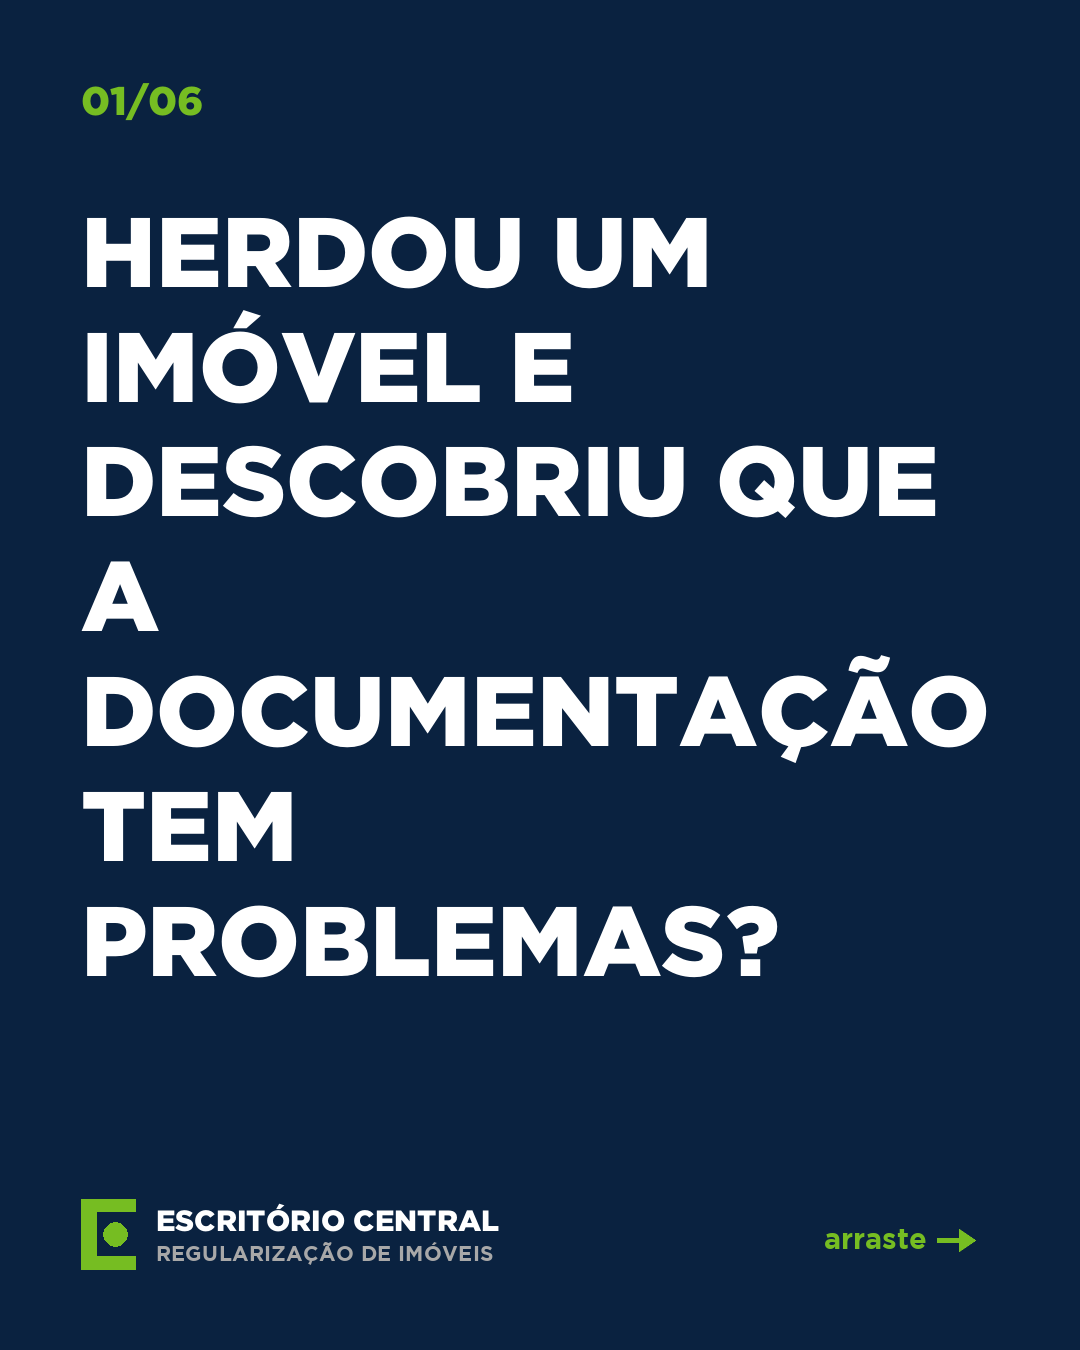 01/06
HERDOU UM
IMÓVEL E
DESCOBRIU QUE
A
DOCUMENTAÇÃO
TEM
PROBLEMAS?
ESCRITÓRIO CENTRAL
REGULARIZAÇÃO DE IMÓVEIS
arraste